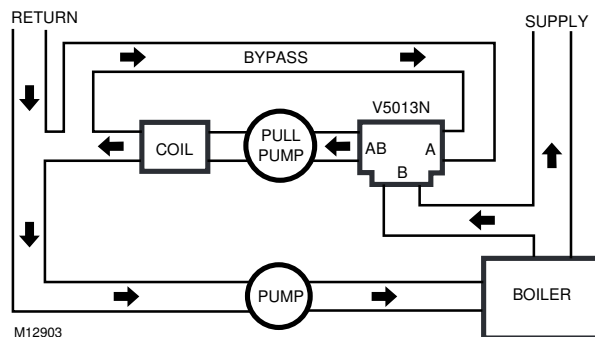 RETURN
SUPPLY
BYPASS
V5013N
COIL
PULL
PUMP
AB
A
B
PUMP
BOILER
M12903